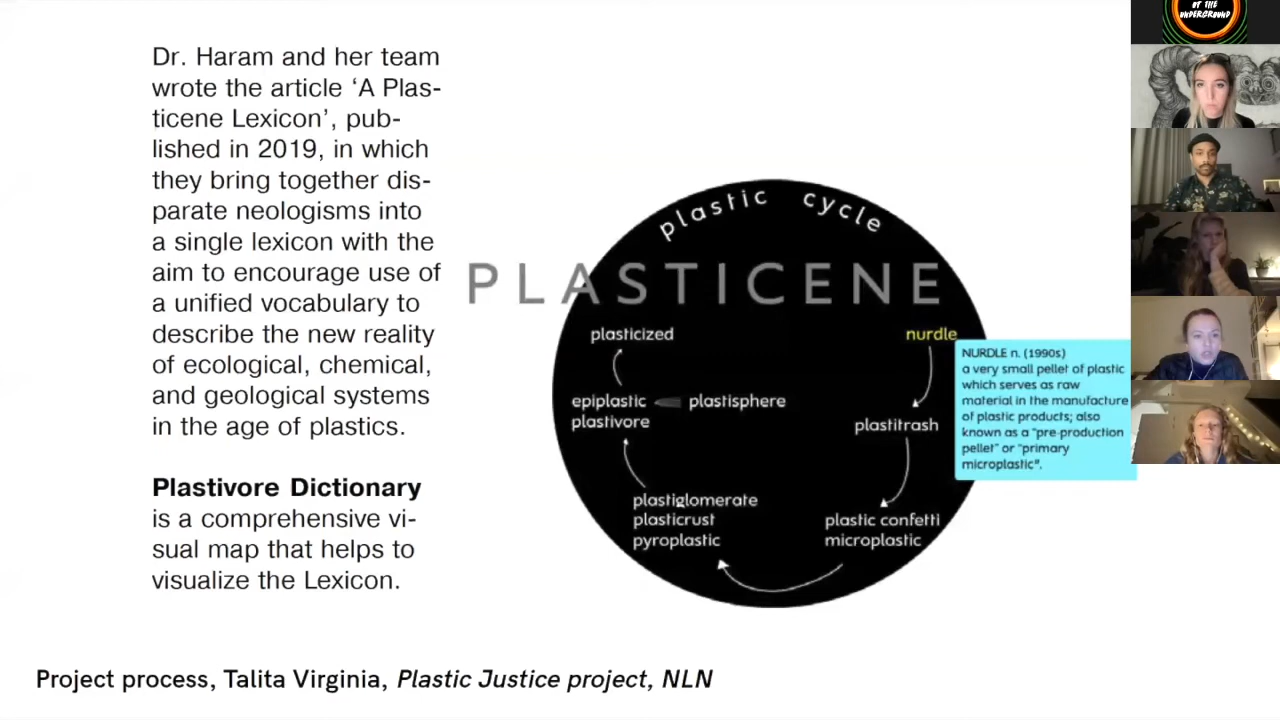 Dr. Haram and her team
wrote the article ‘A Plas-
ticene Lexicon’, pub-
lished in 2019, in which
they bring together dis-
parate neologisms into
a single lexicon with the
aim to encourage use of
a unified vocabulary to
describe the new reality
of ecological, chemical,
and geological systems
in the age of plastics.
Plastivore Dictionary
is a comprehensive vi-
sual map that helps to
visualize the Lexicon.
plastic cycle
PLASTICENE
plasticized
nurdle
epiplastic
plastivore
plastisphere
plastitrash
plastiglomerate
plasticrust
pyroplastic
plastic confetti
microplastic
NURDLE n. (1990s)
a very small pellet of plastic
which serves as raw
material in the manufacture
of plastic products; also
known as a "pre-production
pellet" or "primary
microplastic".
Project process, Talita Virginia, Plastic Justice project, NLN
OF THE
UNDERGROUND